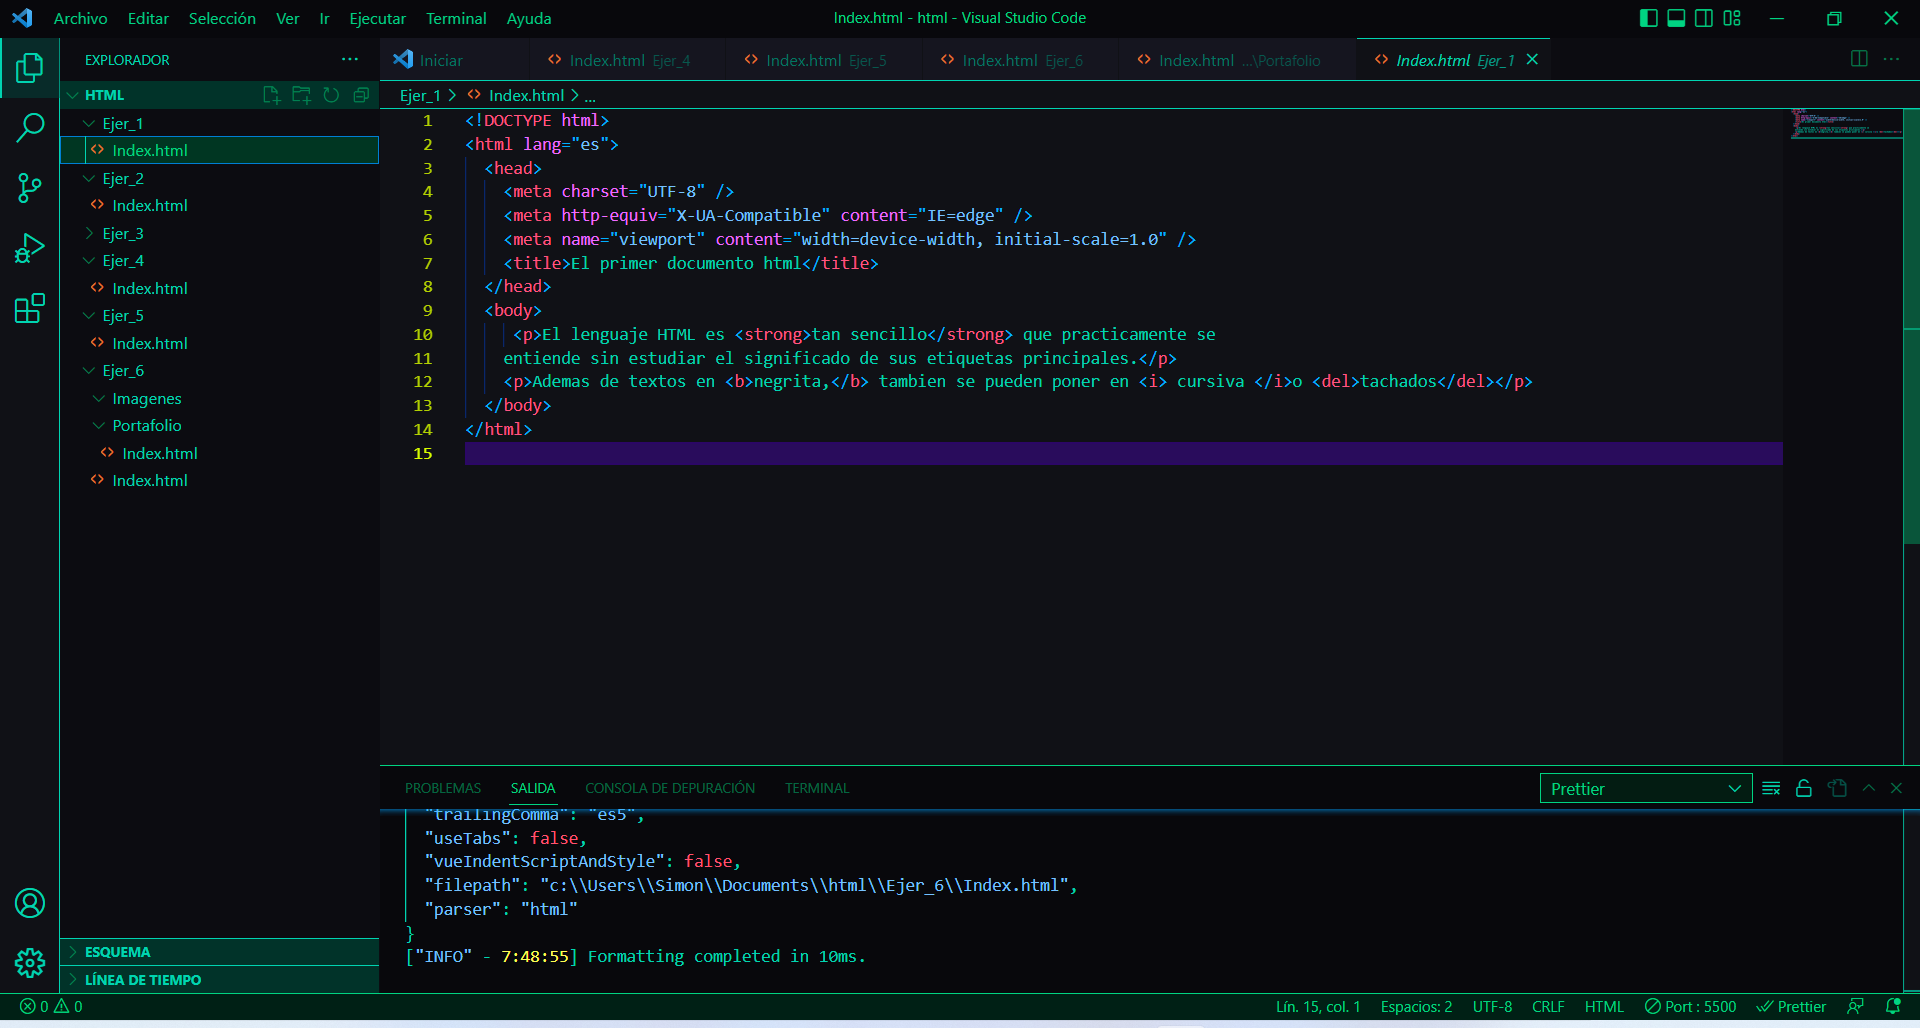 Archivo Editar Selección Ver Ir Ejecutar Terminal Ayuda
Index.html - html - Visual Studio Code
EXPLORADOR
HTML
Ejer_1
Index.html
Ejer_2
Index.html
Ejer_3
Ejer_4
Index.html
Ejer_5
Index.html
Ejer_6
Imagenes
Portafolio
Index.html
Index.html
ESQUEMA
LÍNEA DE TIEMPO
Iniciar
Index.html Ejer_4
Index.html Ejer_5
Index.html Ejer_6
Index.html ...\Portafolio
Index.html Ejer_1
Ejer_1 > Index.html > ...
1 <!DOCTYPE html>
2 <html lang="es">
3 <head>
4 <meta charset="UTF-8" />
5 <meta http-equiv="X-UA-Compatible" content="IE=edge" />
6 <meta name="viewport" content="width=device-width, initial-scale=1.0" />
7 <title>El primer documento html</title>
8 </head>
9 <body>
10 <p>El lenguaje HTML es <strong>tan sencillo</strong> que practicamente se
11 entiende sin estudiar el significado de sus etiquetas principales.</p>
12 <p>Ademas de textos en <b>negrita,</b> tambien se pueden poner en <i> cursiva </i>o <del>tachados</del></p>
13 </body>
14 </html>
15
PROBLEMAS SALIDA CONSOLA DE DEPURACIÓN TERMINAL
Prettier
"trailingComma": "es5",
"useTabs": false,
"vueIndentScriptAndStyle": false,
"filepath": "c:\\Users\\Simon\\Documents\\html\\Ejer_6\\Index.html",
"parser": "html"
}
["INFO" - 7:48:55] Formatting completed in 10ms.
0 0
Lín. 15, col. 1 Espacios: 2 UTF-8 CRLF HTML Port : 5500 Prettier